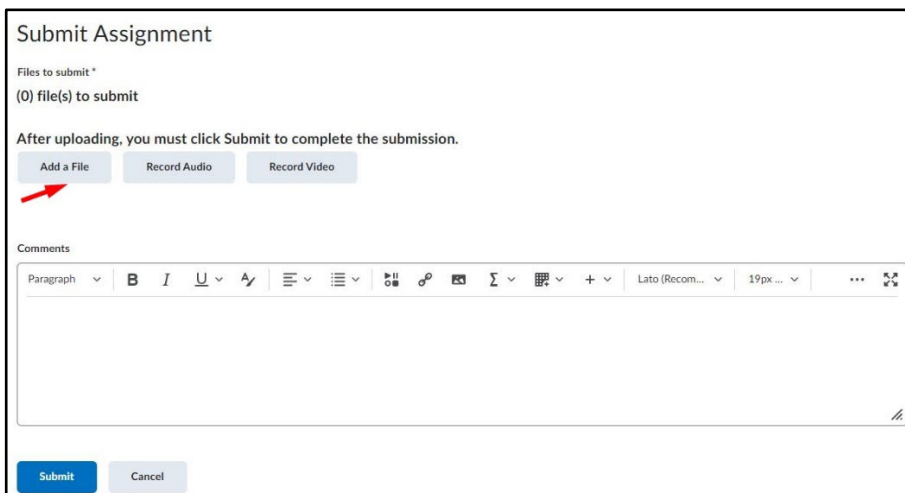 Submit Assignment
Files to submit *
(0) file(s) to submit
After uploading, you must click Submit to complete the submission.
Add a File Record Audio Record Video
Comments
Paragraph B I U Lato (Recom... 19px ... ...
Submit Cancel